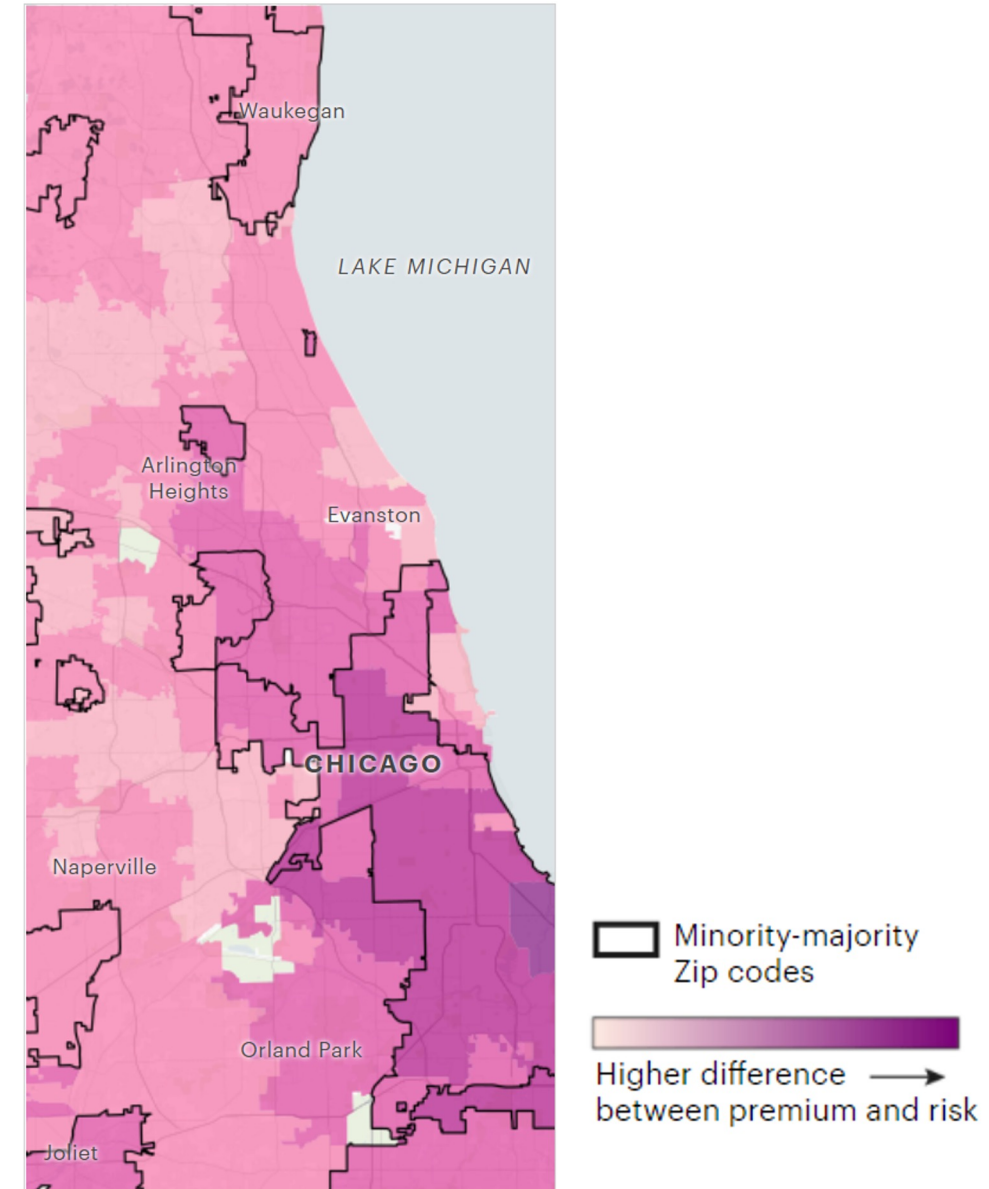 Waukegan
LAKE MICHIGAN
Arlington
Heights
Evanston
CHICAGO
Naperville
Orland Park
Joliet
Minority-majority
Zip codes
Higher difference
between premium and risk